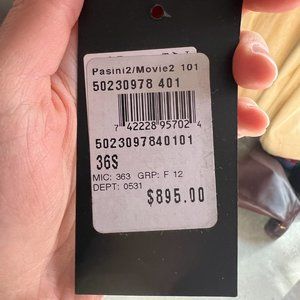 Pasini2/Movie2 101
50230978 401
7 42228 95702 4
5023097840101
36S
MIC: 363 GRP: F 12
DEPT: 0531
$895.00